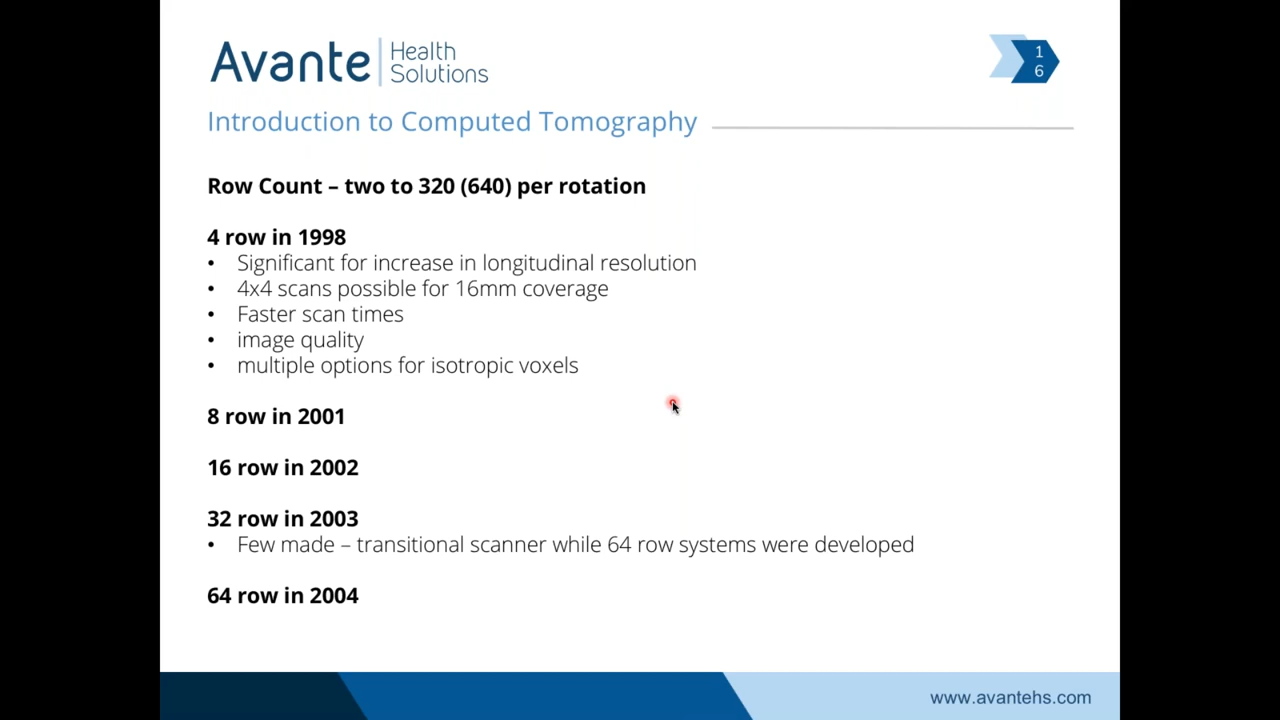 Avante Health Solutions
1
6
Introduction to Computed Tomography
Row Count – two to 320 (640) per rotation
4 row in 1998
• Significant for increase in longitudinal resolution
• 4x4 scans possible for 16mm coverage
• Faster scan times
• image quality
• multiple options for isotropic voxels
8 row in 2001
16 row in 2002
32 row in 2003
• Few made – transitional scanner while 64 row systems were developed
64 row in 2004
www.avantehs.com